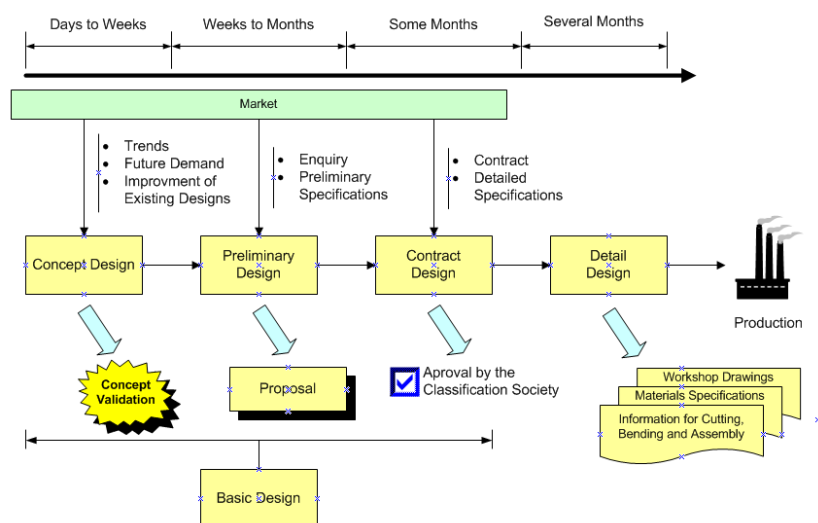 Days to Weeks
Weeks to Months
Some Months
Several Months
Market
Trends
Future Demand
Improvment of
Existing Designs
Enquiry
Preliminary
Specifications
Contract
Detailed
Specifications
Concept Design
Preliminary
Design
Contract
Design
Detail
Design
Production
Concept
Validation
Proposal
Aproval by the
Classification Society
Workshop Drawings
Materials Specifications
Information for Cutting,
Bending and Assembly
Basic Design